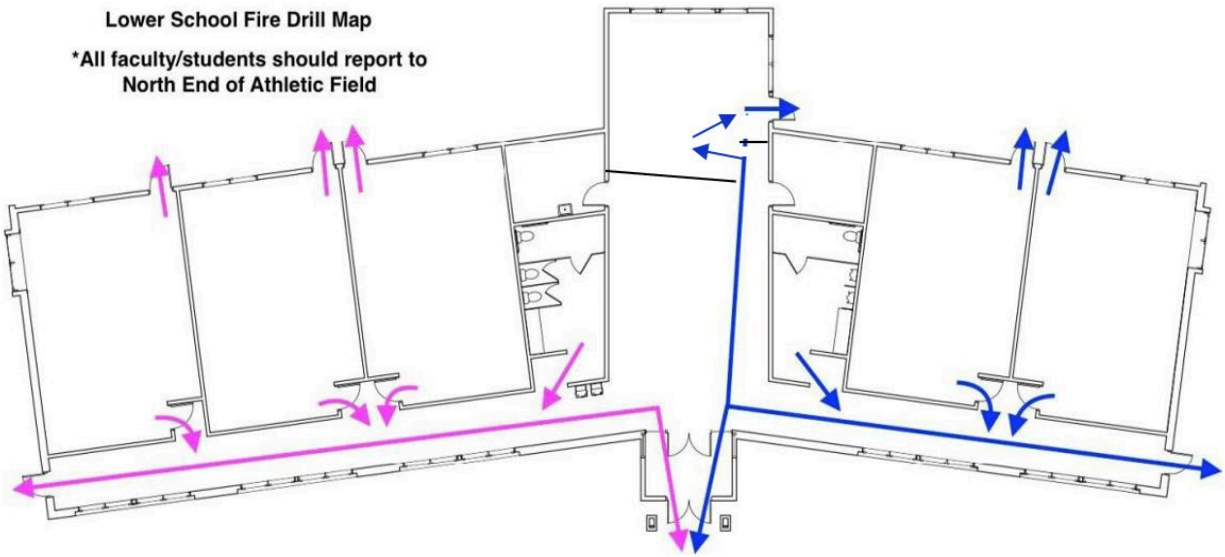 Lower School Fire Drill Map
*All faculty/students should report to
North End of Athletic Field